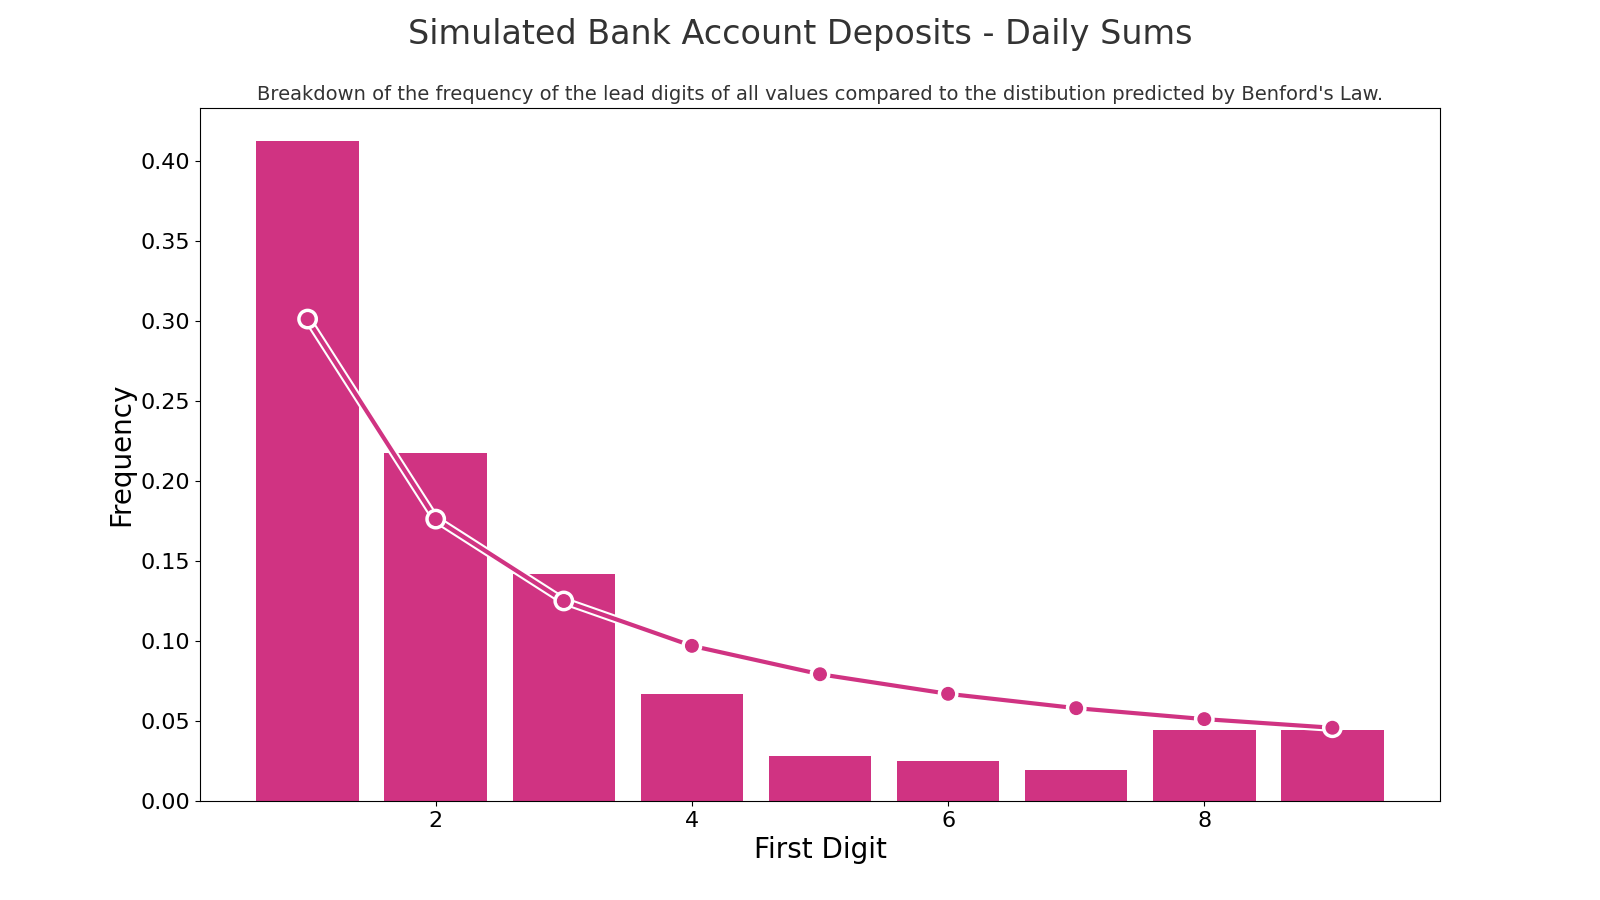 Simulated Bank Account Deposits - Daily Sums
Breakdown of the frequency of the lead digits of all values compared to the distibution predicted by Benford's Law.
0.40
0.35
0.30
0.25
0.20
0.15
0.10
0.05
0.00
Frequency
2 4 6 8
First Digit